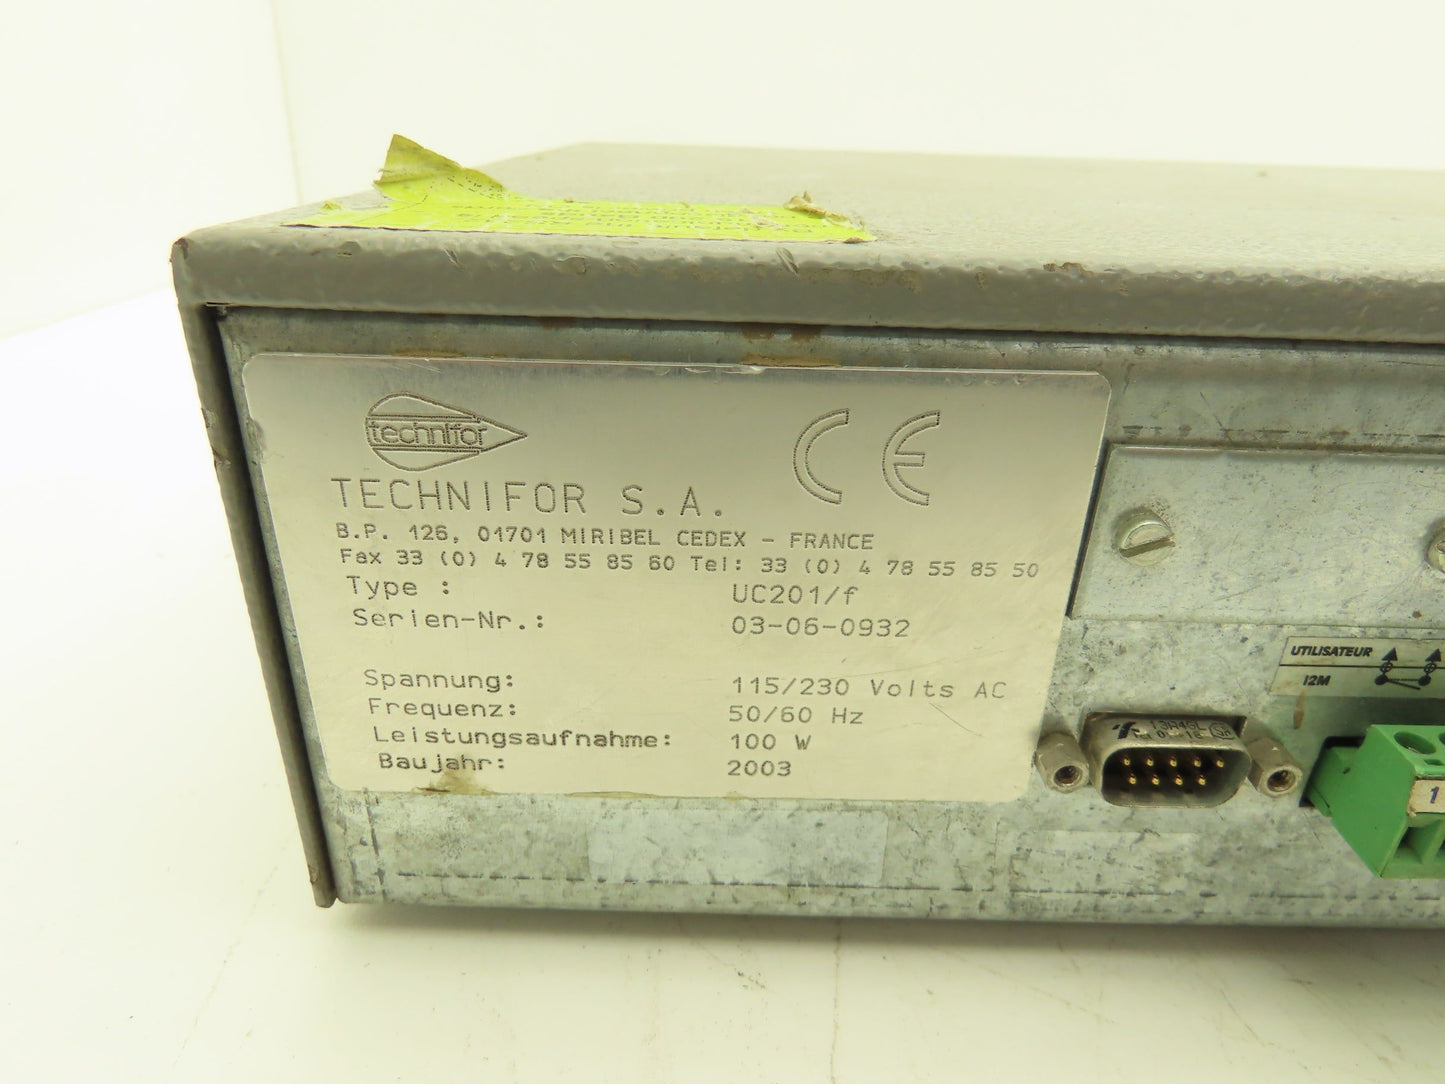 technifor
CE
TECHNIFOR S.A.
B.P. 126, 01701 MIRIBEL CEDEX - FRANCE
Fax 33 (0) 4 78 55 85 60 Tel: 33 (0) 4 78 55 85 50
Type : UC201/f
Serien-Nr.: 03-06-0932
Spannung: 115/230 Volts AC
Frequenz: 50/60 Hz
Leistungsaufnahme: 100 W
Baujahr: 2003
UTILISATEUR
I2M
1